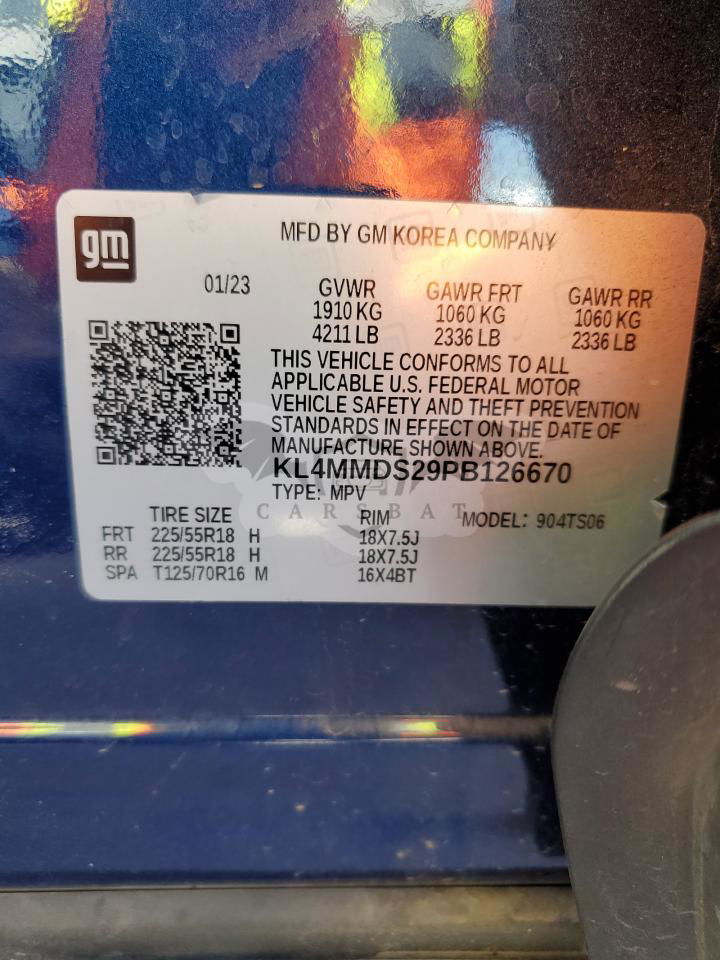 gm
MFD BY GM KOREA COMPANY
01/23
GVWR GAWR FRT GAWR RR
1910 KG 1060 KG 1060 KG
4211 LB 2336 LB 2336 LB
THIS VEHICLE CONFORMS TO ALL
APPLICABLE U.S. FEDERAL MOTOR
VEHICLE SAFETY AND THEFT PREVENTION
STANDARDS IN EFFECT ON THE DATE OF
MANUFACTURE SHOWN ABOVE.
KL4MMDS29PB126670
TYPE: MPV
CARSBAT
TIRE SIZE RIM MODEL: 904TS06
FRT 225/55R18 H 18X7.5J
RR 225/55R18 H 18X7.5J
SPA T125/70R16 M 16X4BT